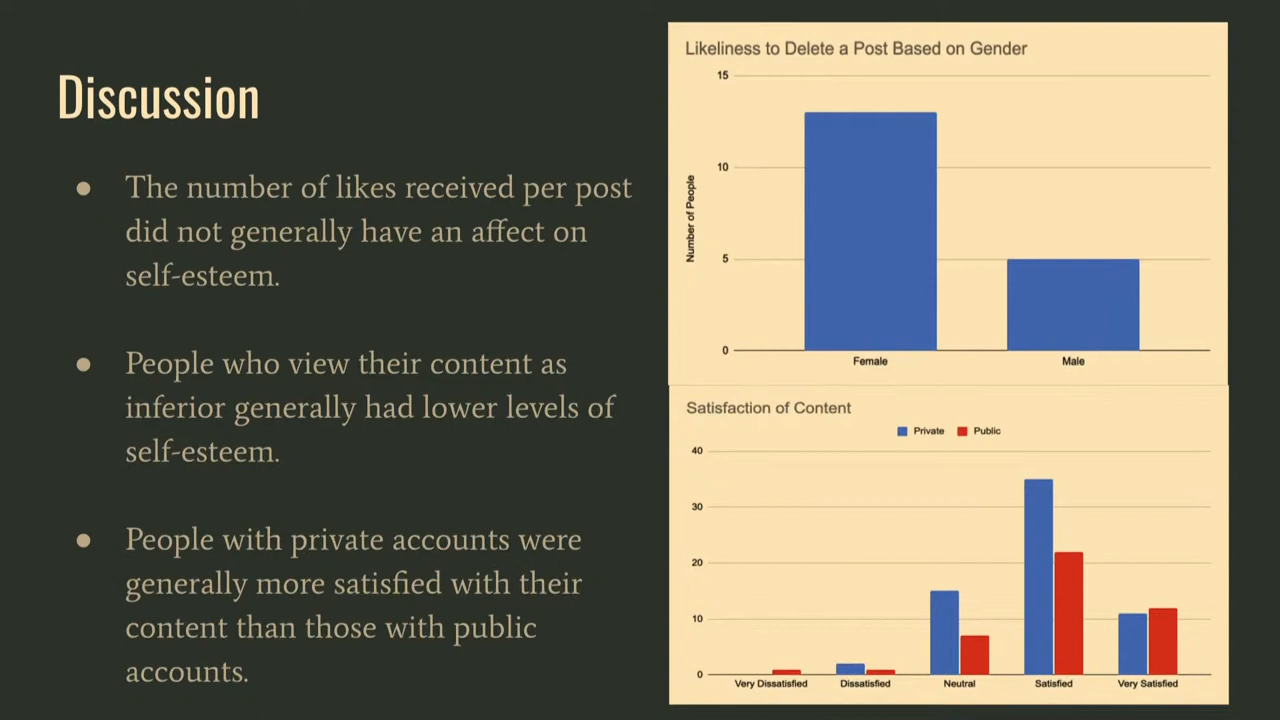 Discussion
● The number of likes received per post
did not generally have an affect on
self-esteem.
● People who view their content as
inferior generally had lower levels of
self-esteem.
● People with private accounts were
generally more satisfied with their
content than those with public
accounts.
Likeliness to Delete a Post Based on Gender
15
10
5
0
Number of People
Female Male
Satisfaction of Content
Private Public
40
30
20
10
0
Very Dissatisfied Dissatisfied Neutral Satisfied Very Satisfied